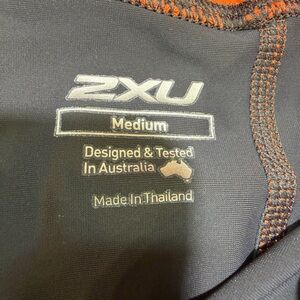 2XU
Medium
Designed & Tested
In Australia
Made In Thailand